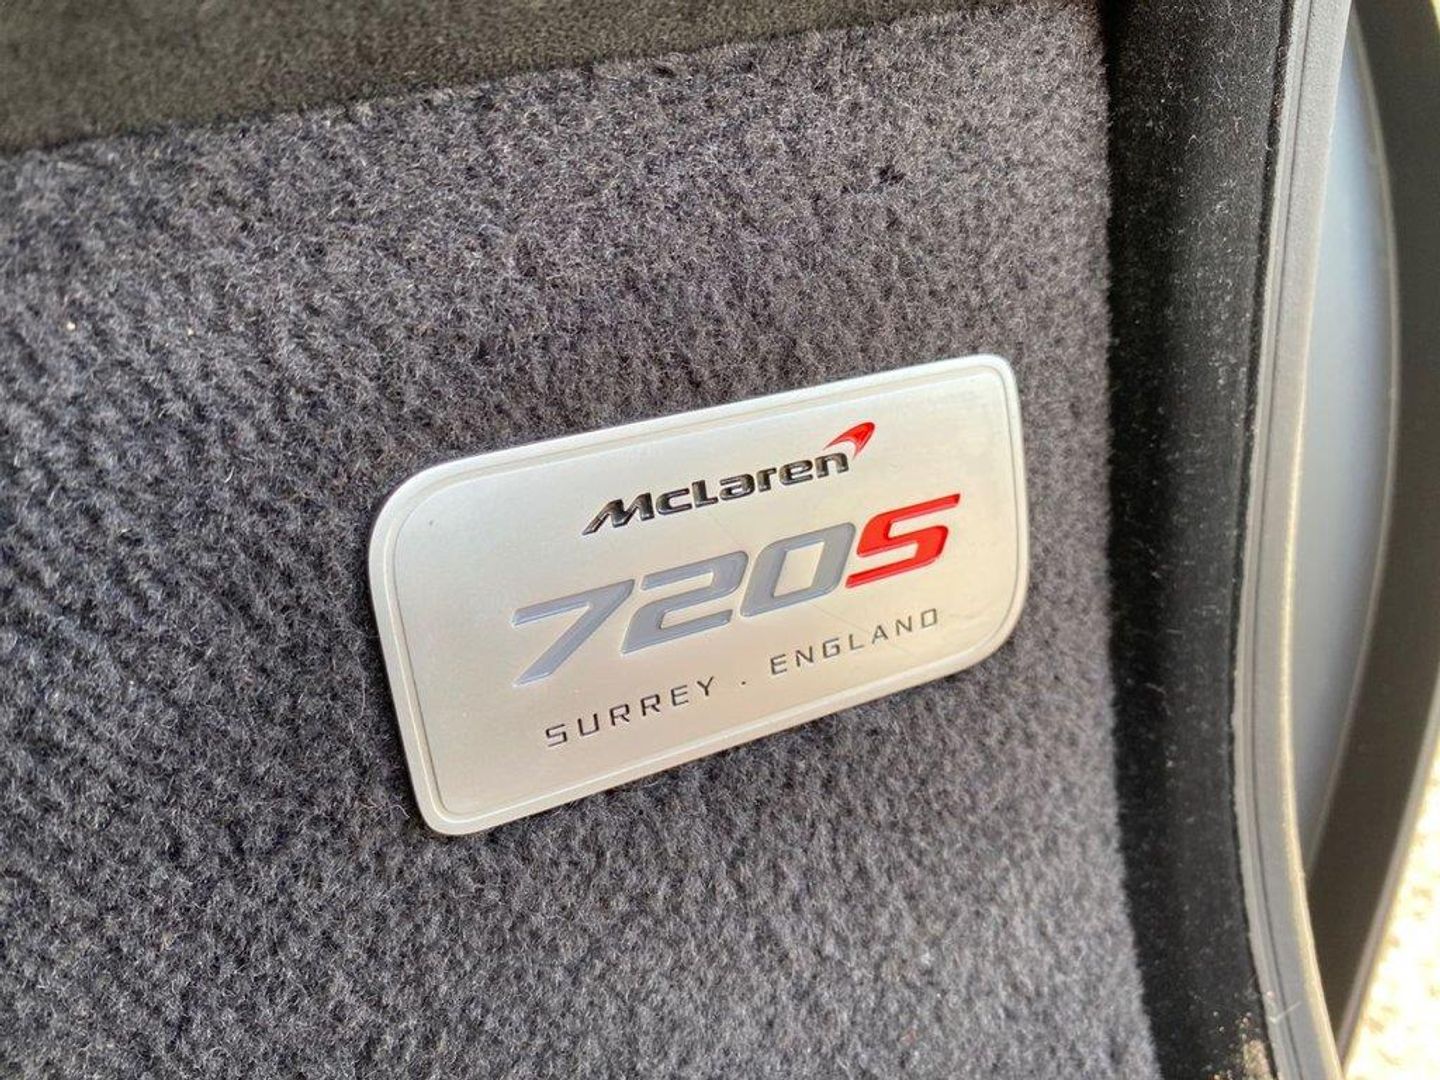 McLaren
720S
SURREY . ENGLAND